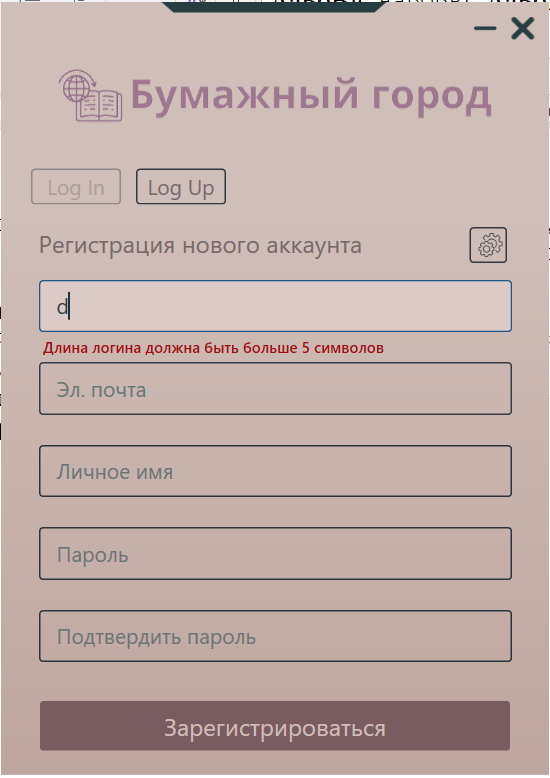 Бумажный город
Log In Log Up
Регистрация нового аккаунта
d
Длина логина должна быть больше 5 символов
Эл. почта
Личное имя
Пароль
Подтвердить пароль
Зарегистрироваться